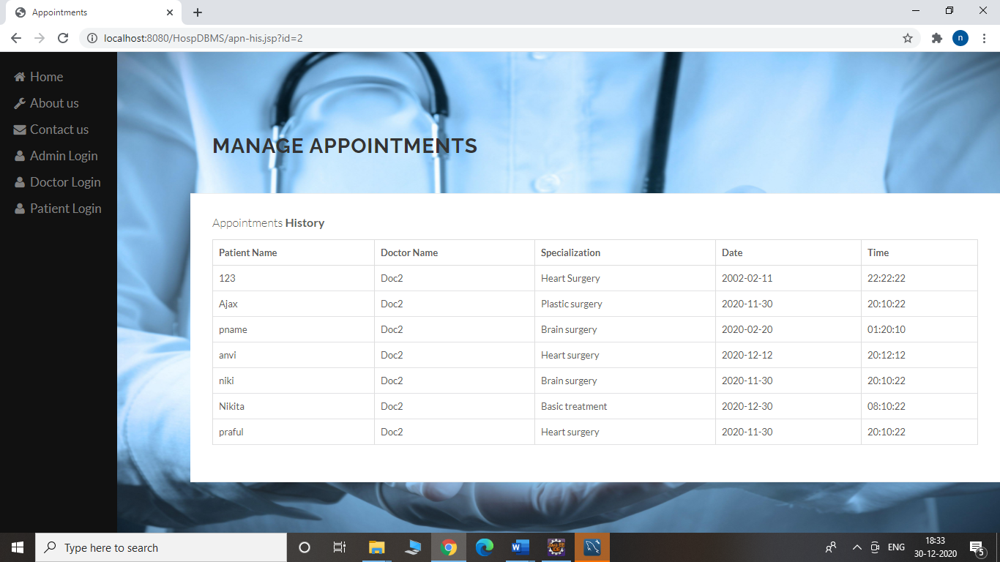 Appointments
localhost:8080/HospDBMS/apn-his.jsp?id=2
n
Home
About us
Contact us
Admin Login
Doctor Login
Patient Login
MANAGE APPOINTMENTS
Appointments History
Patient Name Doctor Name Specialization Date Time
123 Doc2 Heart Surgery 2002-02-11 22:22:22
Ajax Doc2 Plastic surgery 2020-11-30 20:10:22
pname Doc2 Brain surgery 2020-02-20 01:20:10
anvi Doc2 Heart surgery 2020-12-12 20:12:12
niki Doc2 Brain surgery 2020-11-30 20:10:22
Nikita Doc2 Basic treatment 2020-12-30 08:10:22
praful Doc2 Heart surgery 2020-11-30 20:10:22
Type here to search
W
ENG
18:33
30-12-2020
5